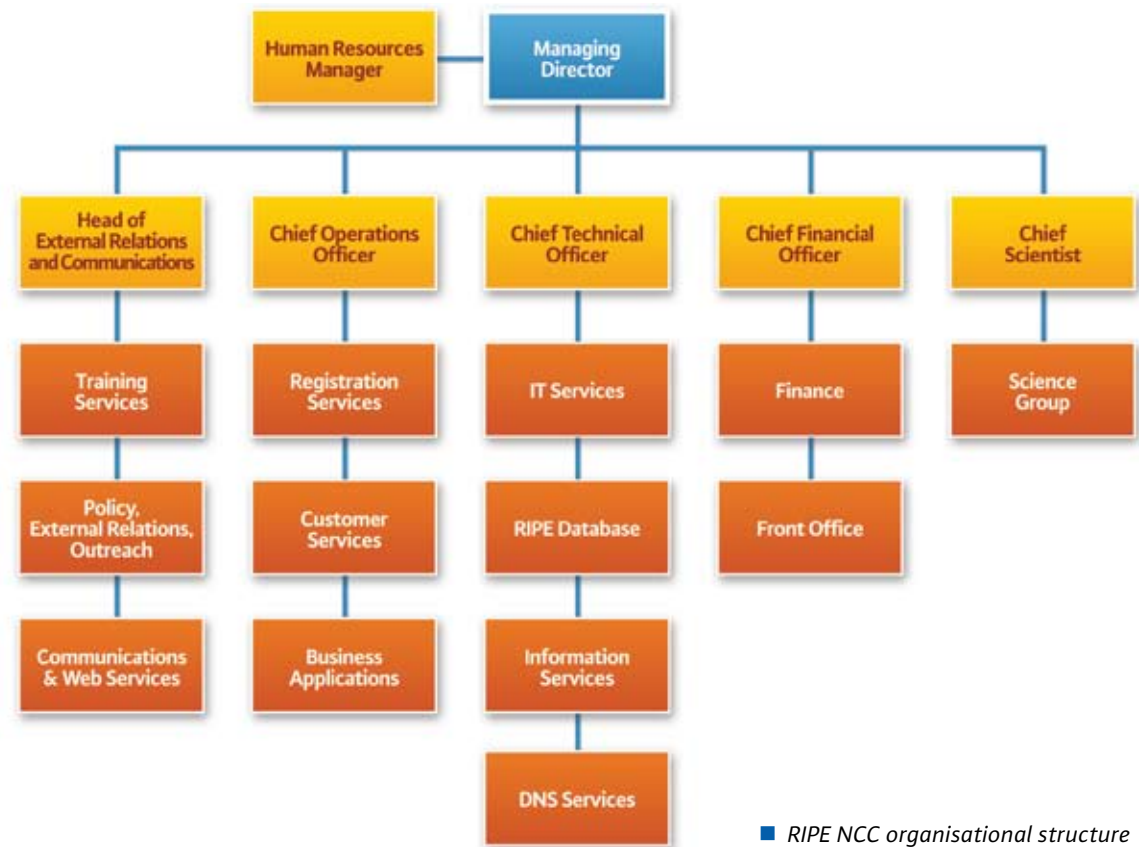 Human Resources
Manager
Managing
Director
Head of
External Relations
and Communications
Chief Operations
Officer
Chief Technical
Officer
Chief Financial
Officer
Chief
Scientist
Training
Services
Registration
Services
IT Services
Finance
Science
Group
Policy,
External Relations,
Outreach
Customer
Services
RIPE Database
Front Office
Communications
& Web Services
Business
Applications
Information
Services
DNS Services
RIPE NCC organisational structure